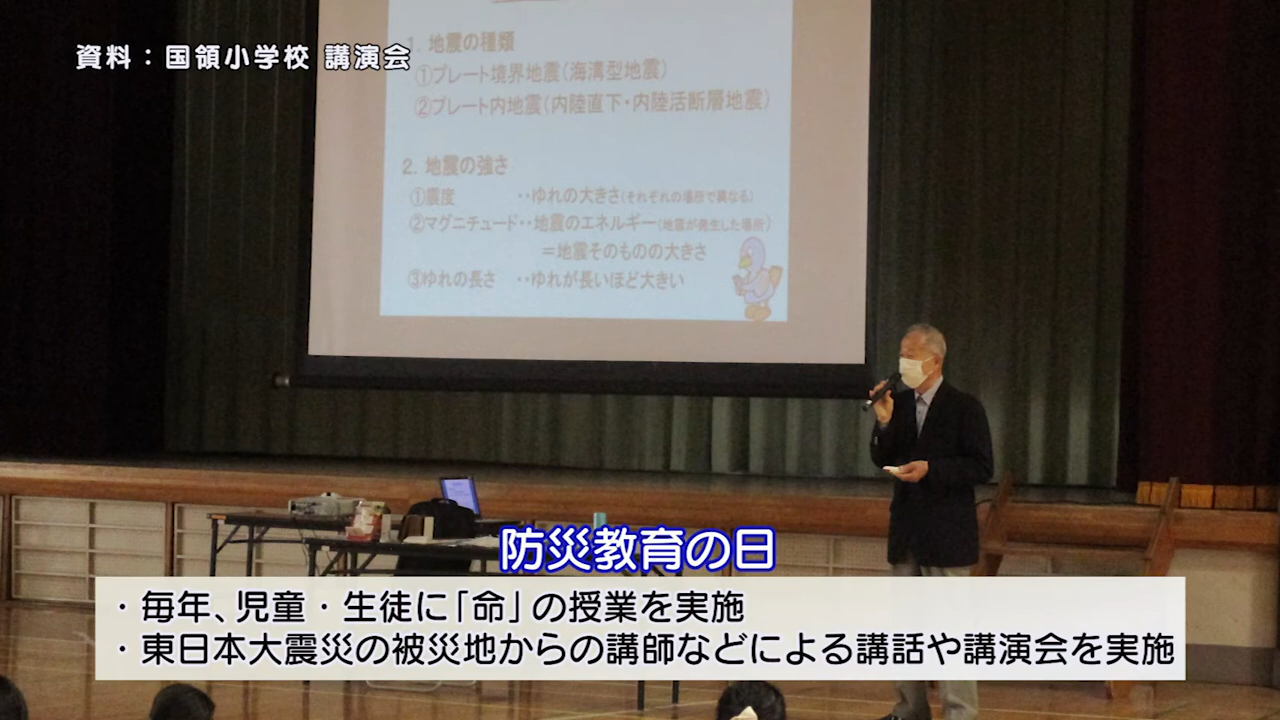 資料：国領小学校 講演会
1. 地震の種類
①プレート境界地震(海溝型地震)
②プレート内地震(内陸直下・内陸活断層地震)
2. 地震の強さ
①震度 ‥ゆれの大きさ(それぞれの場所で異なる)
②マグニチュード‥地震のエネルギー(地震が発生した場所)
＝地震そのものの大きさ
③ゆれの長さ ‥ゆれが長いほど大きい
防災教育の日
・毎年、児童・生徒に「命」の授業を実施
・東日本大震災の被災地からの講師などによる講話や講演会を実施